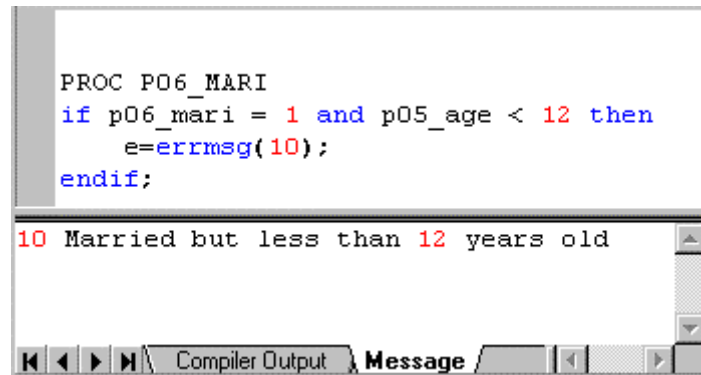 PROC P06_MARI
if p06_mari = 1 and p05_age < 12 then
e=errmsg(10);
endif;
10 Married but less than 12 years old
Compiler Output Message